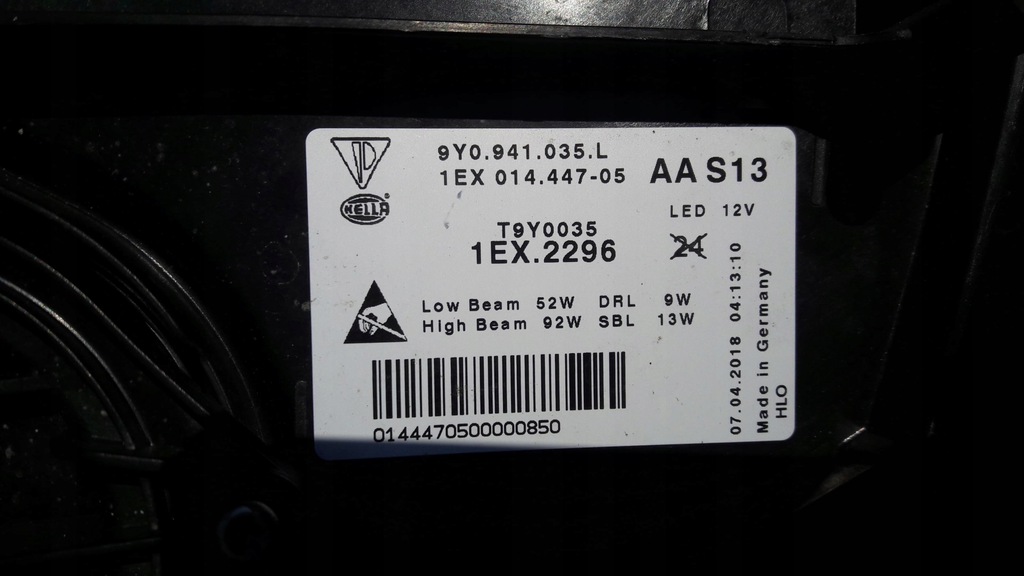 9Y0.941.035.L
1EX 014.447-05
AA S13
HELLA
LED 12V
T9Y0035
1EX.2296
24
Low Beam 52W DRL 9W
High Beam 92W SBL 13W
0144470500000850
07.04.2018 04:13:10
Made in Germany
HLO